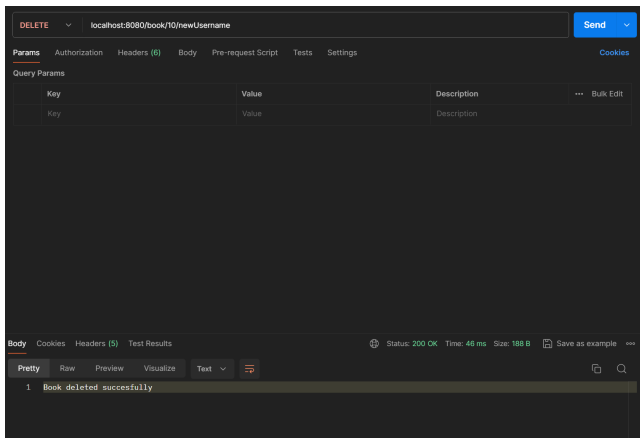 DELETE localhost:8080/book/10/newUsername Send
Params Authorization Headers (6) Body Pre-request Script Tests Settings Cookies
Query Params
Key Value Description ••• Bulk Edit
Key Value Description
Body Cookies Headers (5) Test Results Status: 200 OK Time: 46 ms Size: 188 B Save as example
Pretty Raw Preview Visualize Text
1 Book deleted succesfully